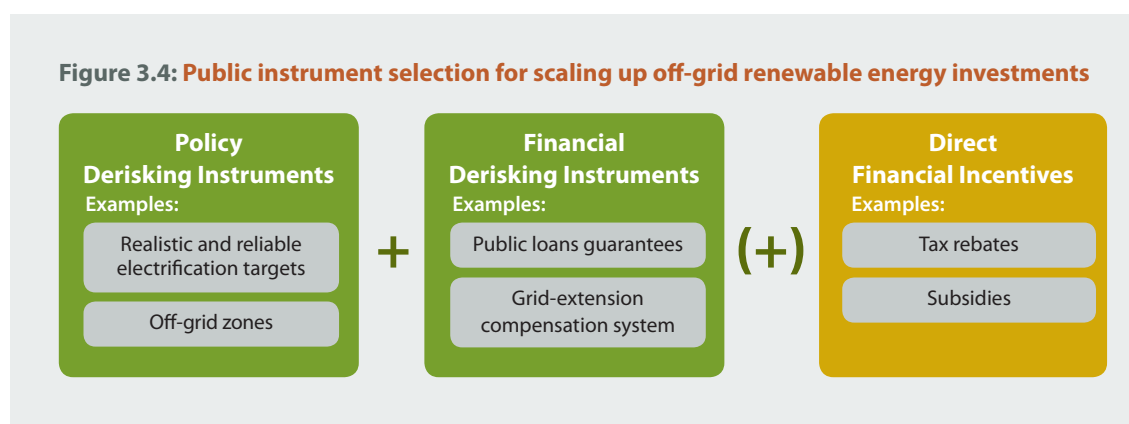 Figure 3.4: Public instrument selection for scaling up off-grid renewable energy investments
Policy
Derisking Instruments
Examples:
Realistic and reliable
electrification targets
Off-grid zones
+
Financial
Derisking Instruments
Examples:
Public loans guarantees
Grid-extension
compensation system
(+)
Direct
Financial Incentives
Examples:
Tax rebates
Subsidies